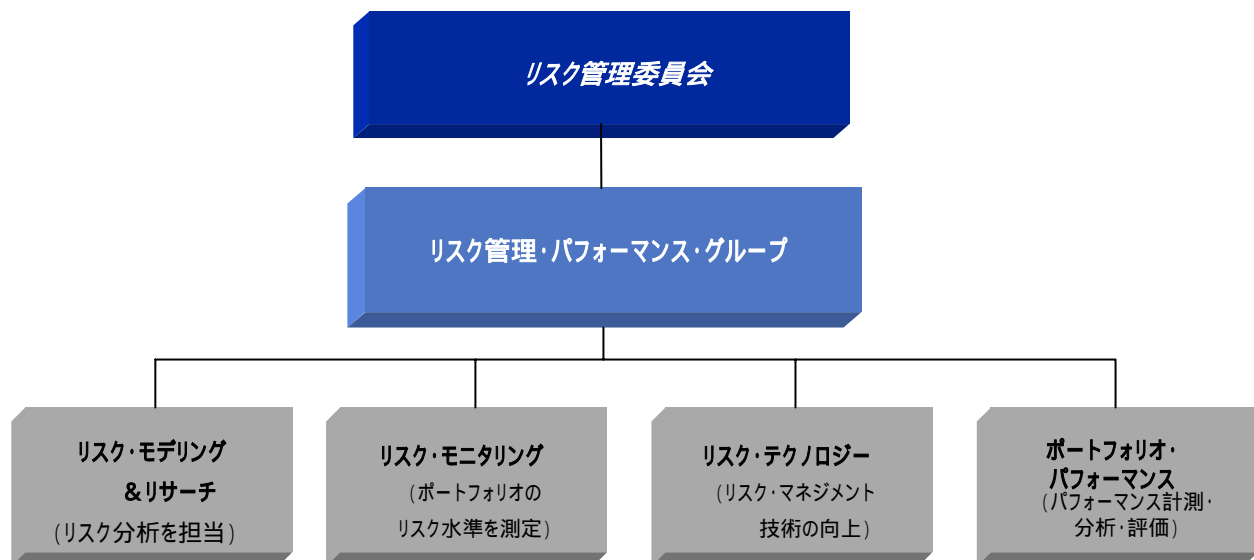 リスク管理委員会
リスク管理・パフォーマンス・グループ
リスク・モデリング
&リサーチ
(リスク分析を担当)
リスク・モニタリング
(ポートフォリオの
リスク水準を測定)
リスク・テクノロジー
(リスク・マネジメント
技術の向上)
ポートフォリオ・
パフォーマンス
(パフォーマンス計測・
分析・評価)